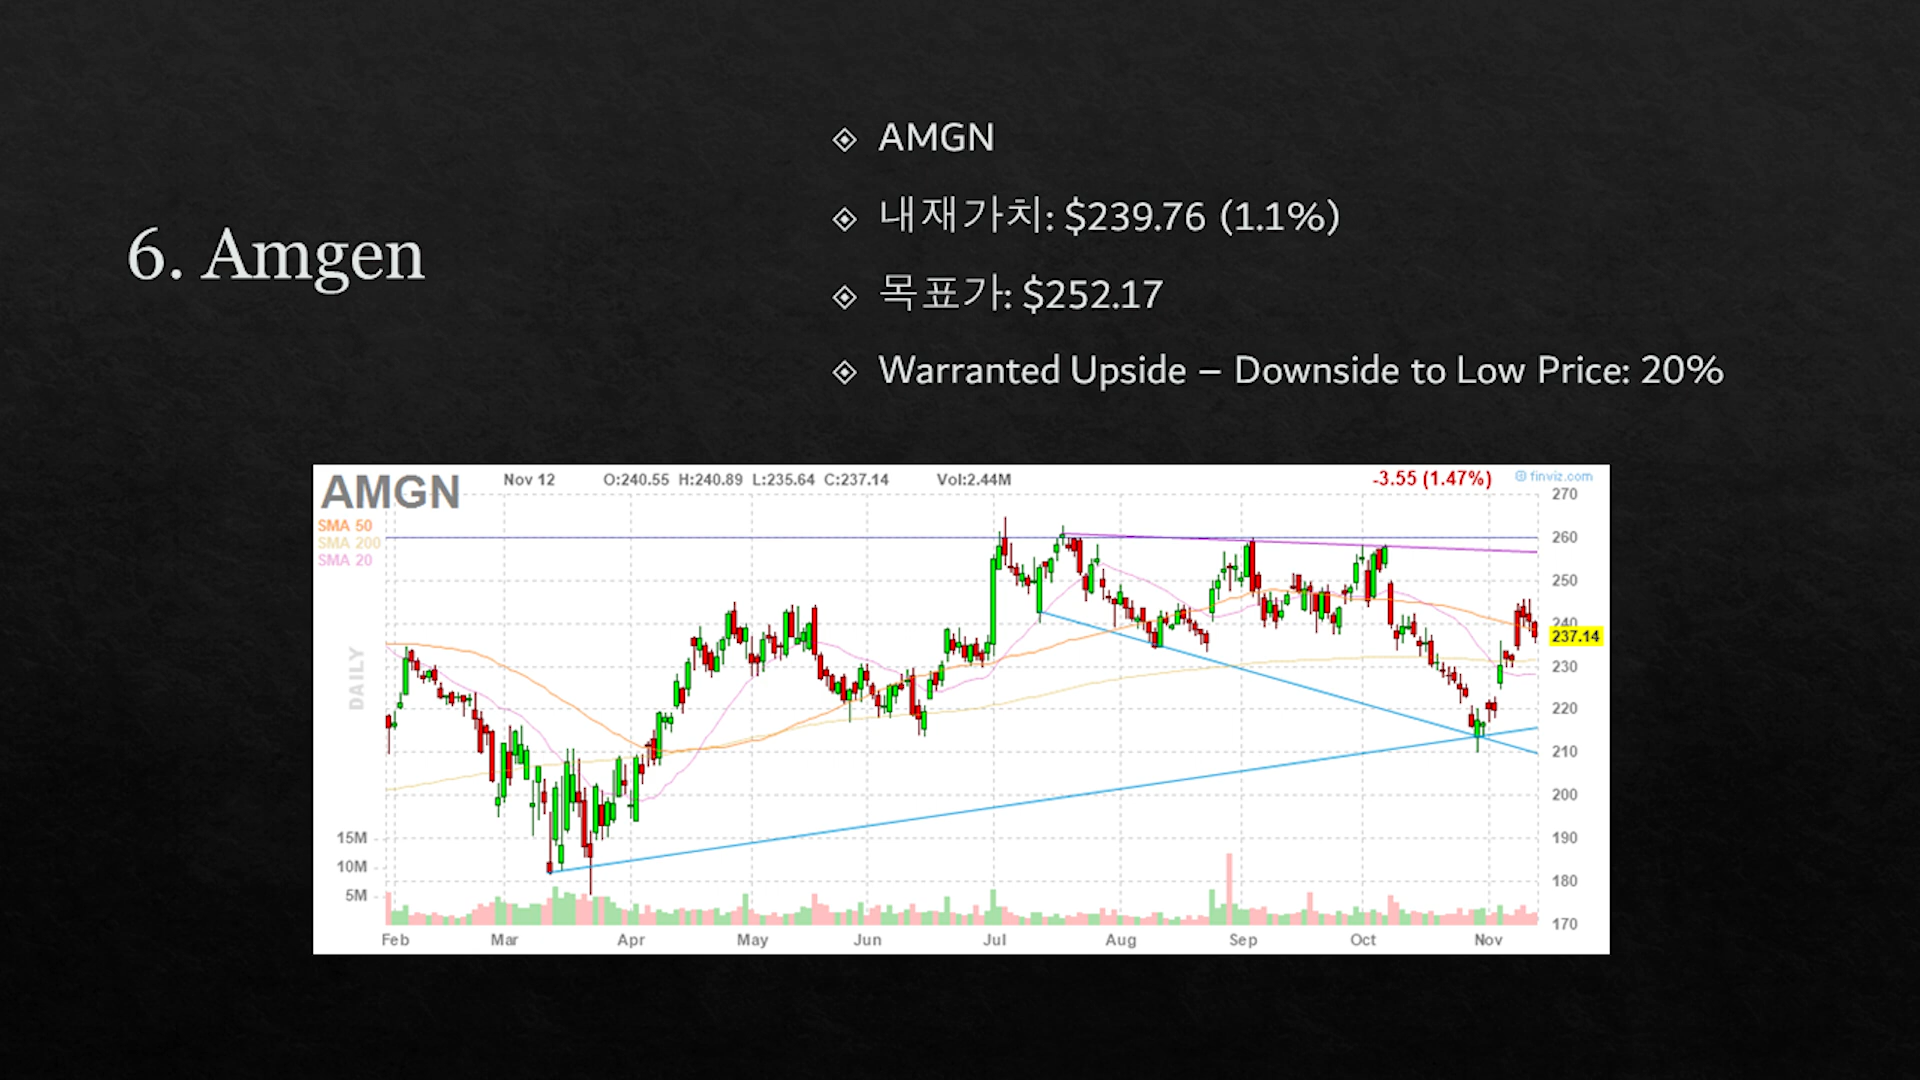 6. Amgen
AMGN
내재가치: $239.76 (1.1%)
목표가: $252.17
Warranted Upside – Downside to Low Price: 20%
AMGN
Nov 12 O:240.55 H:240.89 L:235.64 C:237.14 Vol:2.44M
-3.55 (1.47%)
© finviz.com
SMA 50
SMA 200
SMA 20
DAILY
270
260
250
240
237.14
230
220
210
200
190
180
170
15M
10M
5M
Feb Mar Apr May Jun Jul Aug Sep Oct Nov